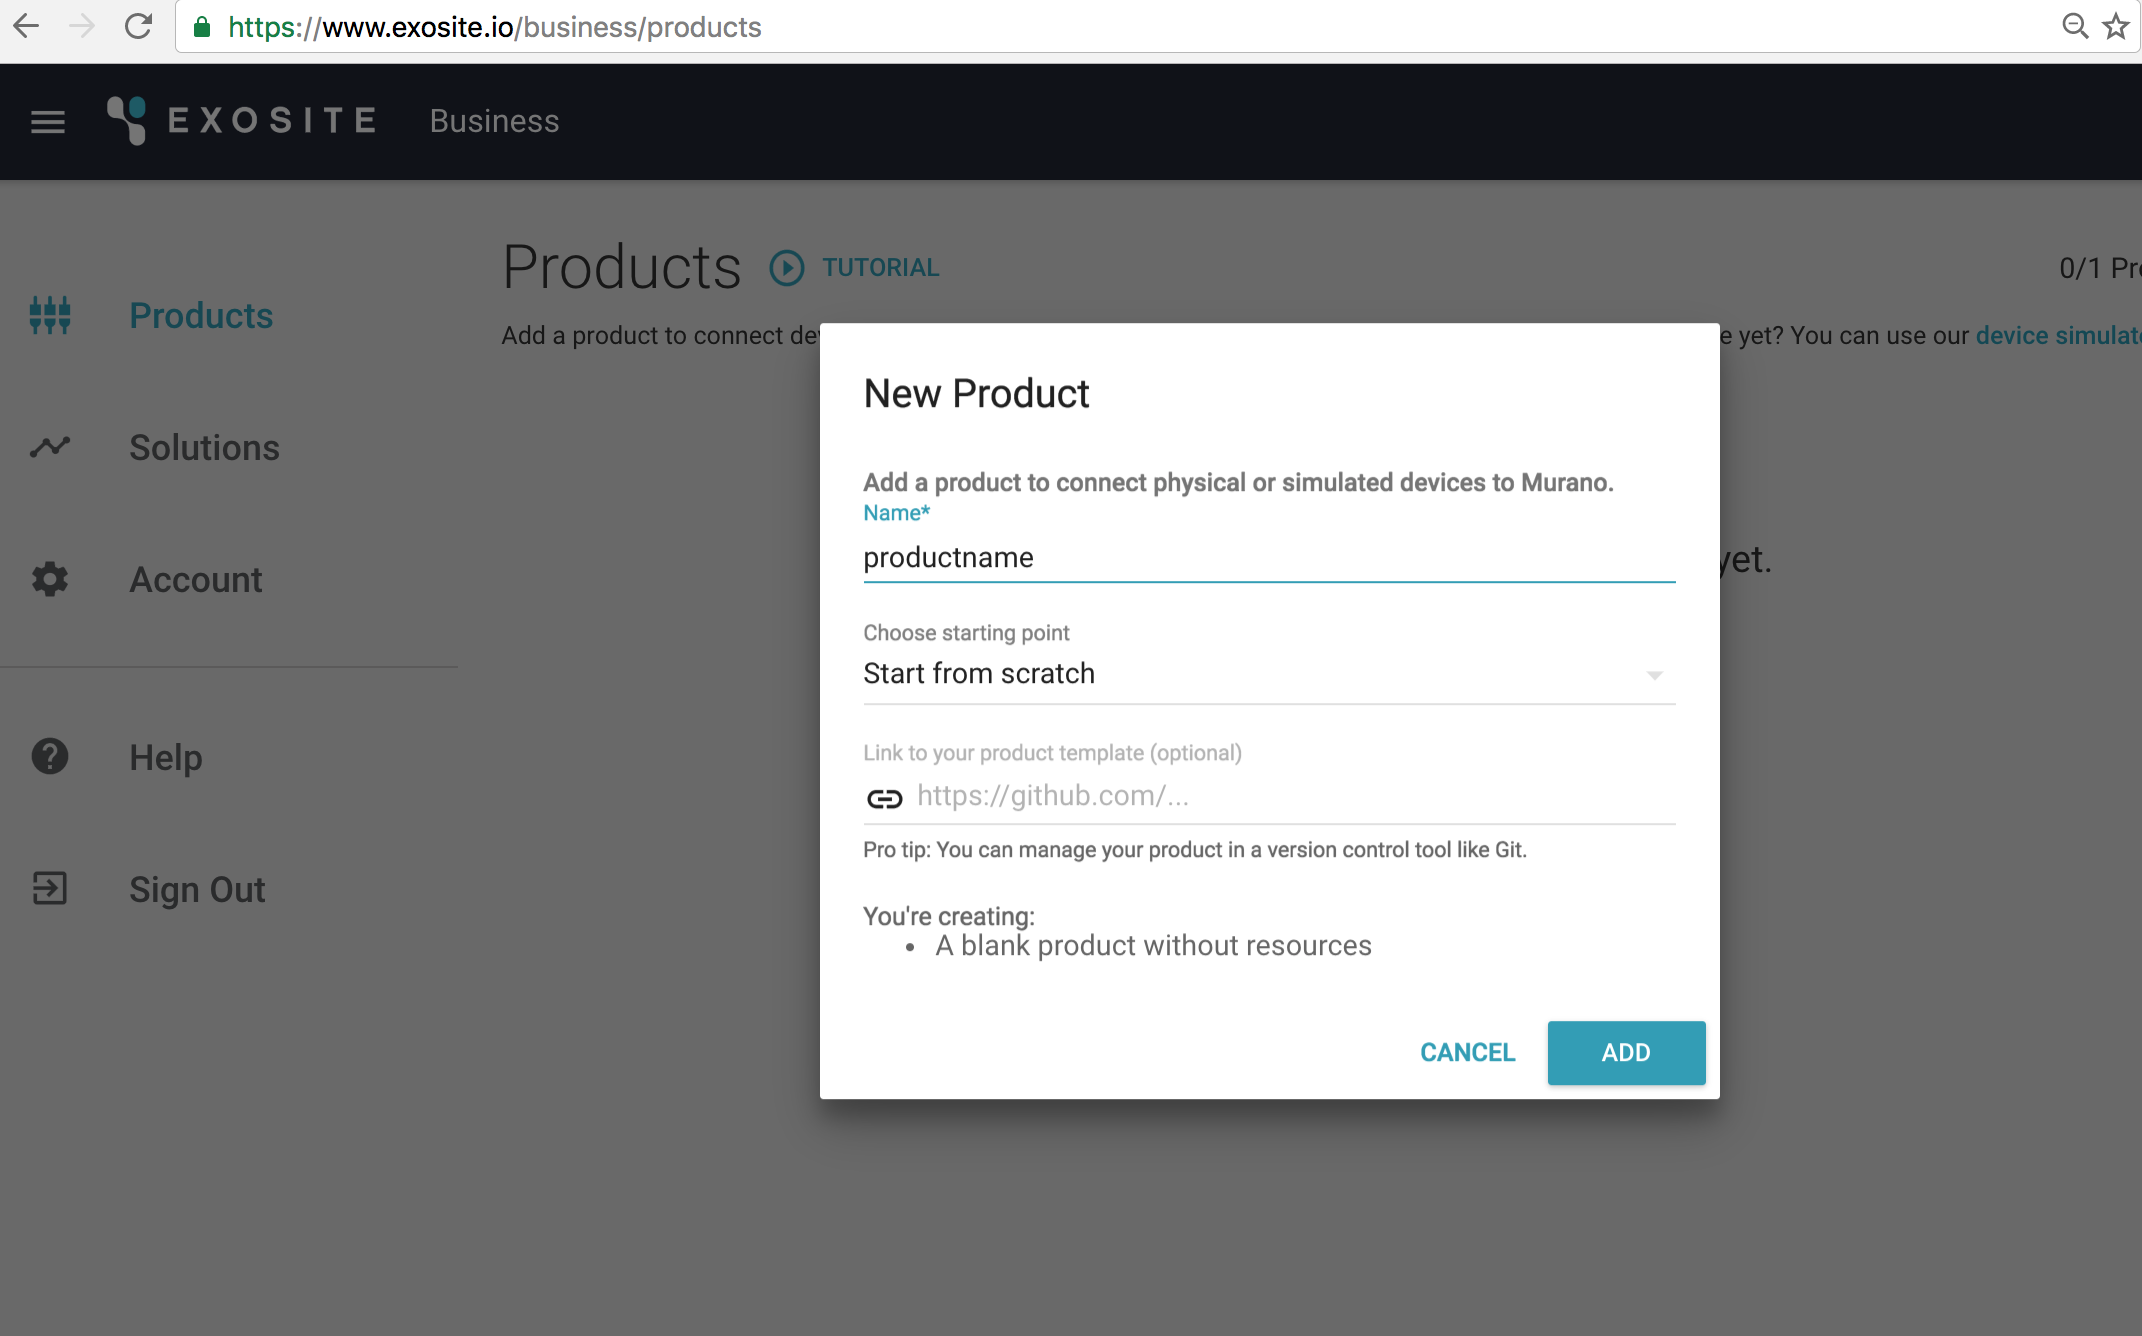 https://www.exosite.io/business/products
EXOSITE Business
Products TUTORIAL
0/1
Add a product to connect
yet? You can use our device
Products
Solutions
Account
Help
Sign Out
New Product
Add a product to connect physical or simulated devices to Murano.
Name*
productname
yet.
Choose starting point
Start from scratch
Link to your product template (optional)
https://github.com/...
Pro tip: You can manage your product in a version control tool like Git.
You're creating:
• A blank product without resources
CANCEL ADD